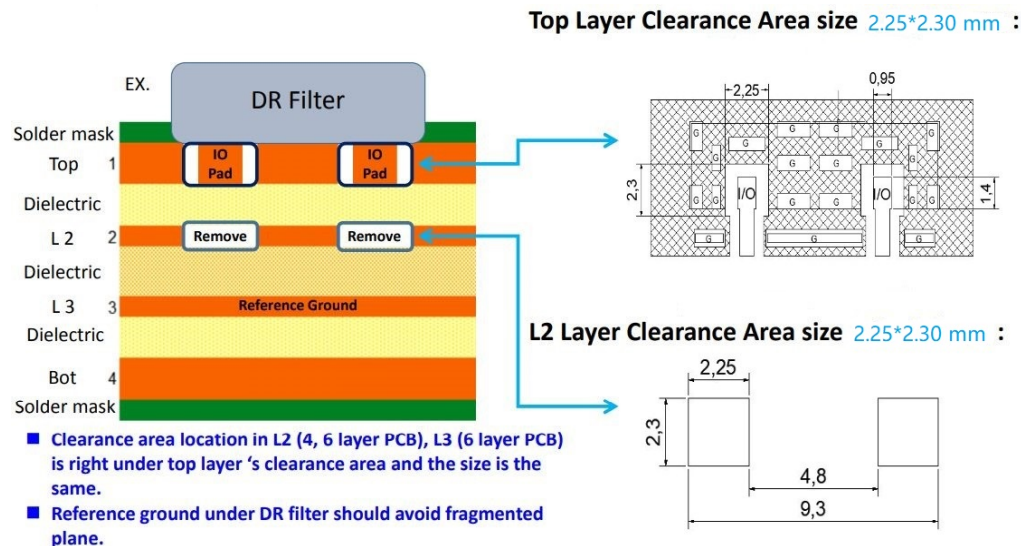 Top Layer Clearance Area size 2.25*2.30 mm :
EX.
DR Filter
Solder mask
Top 1
IO Pad
IO Pad
Dielectric
L 2 2
Remove
Remove
Dielectric
L 3 3
Reference Ground
Dielectric
Bot 4
Solder mask
2,25
0,95
G G G G
G G G G
G G
I/O
I/O
2,3
1,4
G G G G G G
G G G
L2 Layer Clearance Area size 2.25*2.30 mm :
2,25
2,3
4,8
9,3
■ Clearance area location in L2 (4, 6 layer PCB), L3 (6 layer PCB)
is right under top layer ‘s clearance area and the size is the
same.
■ Reference ground under DR filter should avoid fragmented
plane.